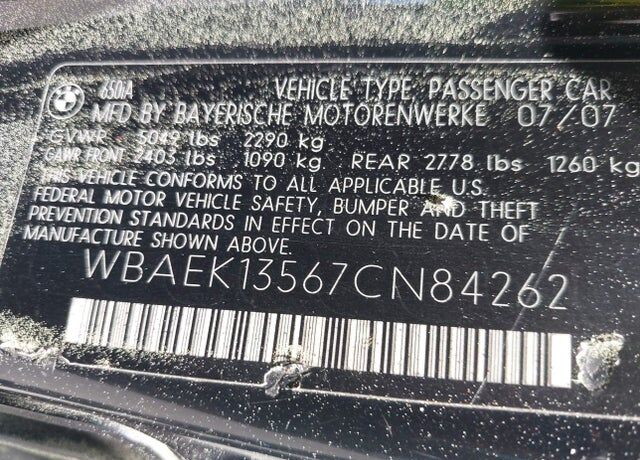 650iA VEHICLE TYPE: PASSENGER CAR
MFD BY BAYERISCHE MOTORENWERKE 07/07
GVWR 5049 lbs 2290 kg
GAWR FRONT 2403 lbs 1090 kg REAR 2778 lbs 1260 kg
THIS VEHICLE CONFORMS TO ALL APPLICABLE U.S.
FEDERAL MOTOR VEHICLE SAFETY, BUMPER AND THEFT
PREVENTION STANDARDS IN EFFECT ON THE DATE OF
MANUFACTURE SHOWN ABOVE.
WBAEK13567CN84262